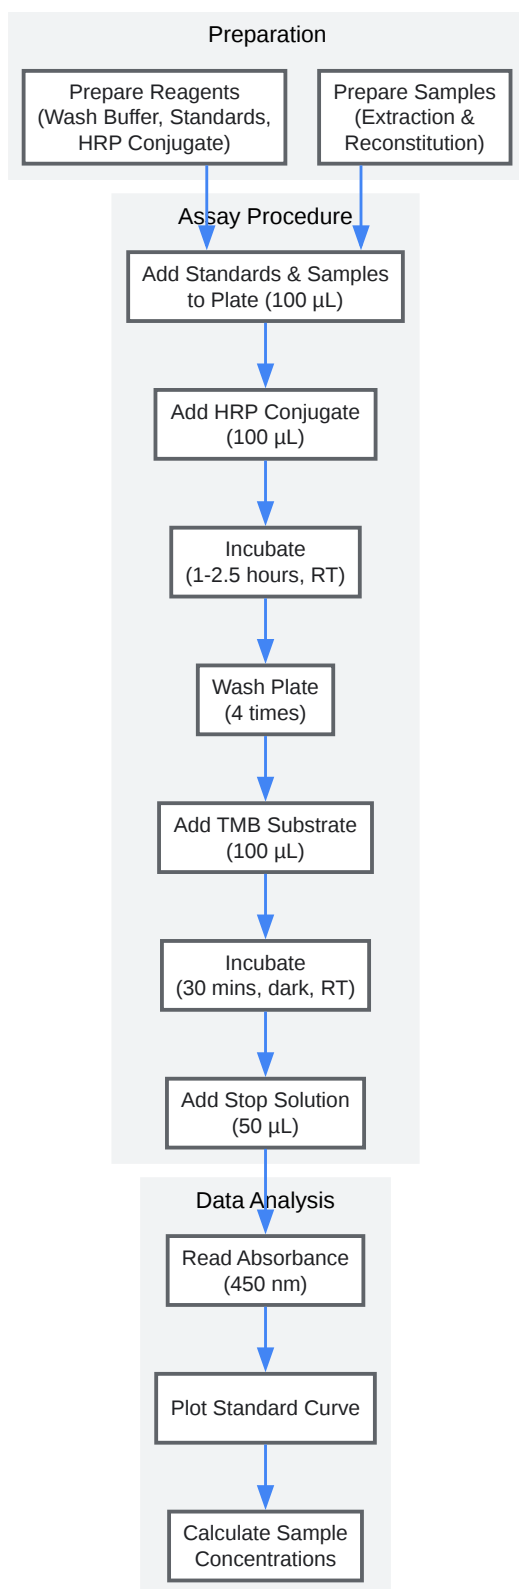 Preparation
Prepare Reagents
(Wash Buffer, Standards,
HRP Conjugate)
Prepare Samples
(Extraction &
Reconstitution)
Assay Procedure
Add Standards & Samples
to Plate (100 µL)
Add HRP Conjugate
(100 µL)
Incubate
(1-2.5 hours, RT)
Wash Plate
(4 times)
Add TMB Substrate
(100 µL)
Incubate
(30 mins, dark, RT)
Add Stop Solution
(50 µL)
Data Analysis
Read Absorbance
(450 nm)
Plot Standard Curve
Calculate Sample
Concentrations